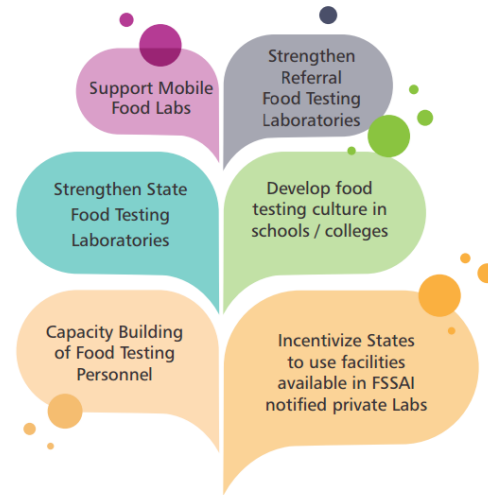 Support Mobile
Food Labs
Strengthen
Referral
Food Testing
Laboratories
Strengthen State
Food Testing
Laboratories
Develop food
testing culture in
schools / colleges
Capacity Building
of Food Testing
Personnel
Incentivize States
to use facilities
available in FSSAI
notified private Labs